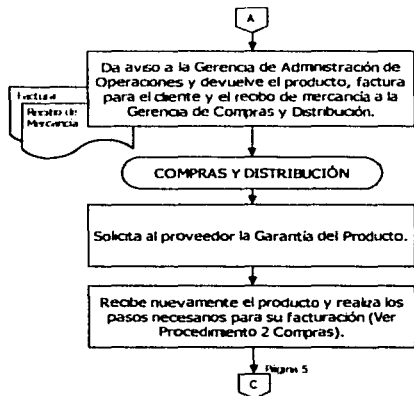 A
Da aviso a la Gerencia de Administración de
Operaciones y devuelve el producto, factura
para el cliente y el recibo de mercancía a la
Gerencia de Compras y Distribución.
Factura
Recibo de
Mercancía
COMPRAS Y DISTRIBUCIÓN
Solicita al proveedor la Garantía del Producto.
Recibe nuevamente el producto y realiza los
pasos necesarios para su facturación (Ver
Procedimiento 2 Compras).
Página 5
C